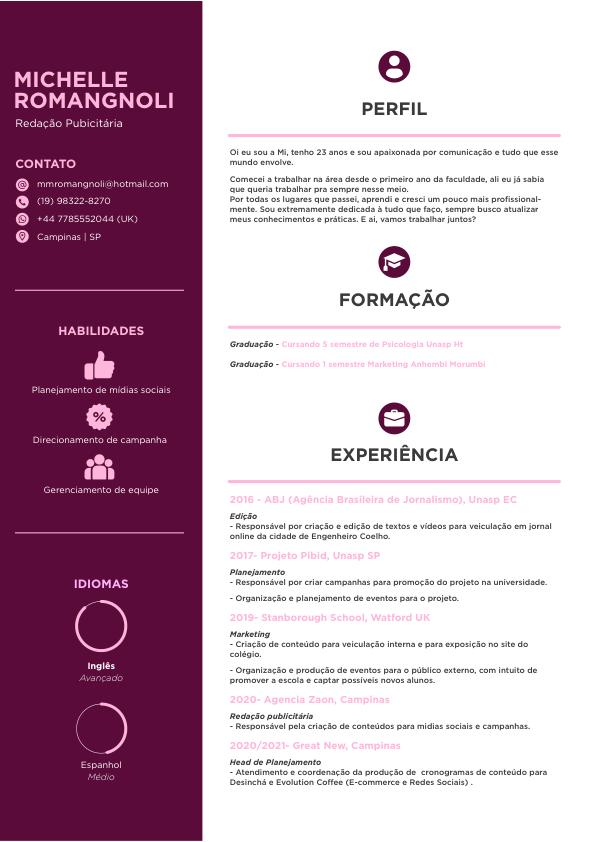 MICHELLE
ROMANGNOLI
Redação Pubicitária
CONTATO
mmromangnoli@hotmail.com
(19) 98322-8270
+44 7785552044 (UK)
Campinas | SP
HABILIDADES
Planejamento de mídias sociais
%
Direcionamento de campanha
Gerenciamento de equipe
IDIOMAS
Inglês
Avançado
Espanhol
Médio
PERFIL
Oi eu sou a Mi, tenho 23 anos e sou apaixonada por comunicação e tudo que esse
mundo envolve.
Comecei a trabalhar na área desde o primeiro ano da faculdade, ali eu já sabia
que queria trabalhar pra sempre nesse meio.
Por todas os lugares que passei, aprendi e cresci um pouco mais profissional-
mente. Sou extremamente dedicada à tudo que faço, sempre busco atualizar
meus conhecimentos e práticas. E ai, vamos trabalhar juntos?
FORMAÇÃO
Graduação - Cursando 5 semestre de Psicologia Unasp Ht
Graduação - Cursando 1 semestre Marketing Anhembi Morumbi
EXPERIÊNCIA
2016 - ABJ (Agência Brasileira de Jornalismo), Unasp EC
Edição
- Responsável por criação e edição de textos e vídeos para veiculação em jornal
online da cidade de Engenheiro Coelho.
2017- Projeto Pibid, Unasp SP
Planejamento
- Responsável por criar campanhas para promoção do projeto na universidade.
- Organização e planejamento de eventos para o projeto.
2019- Stanborough School, Watford UK
Marketing
- Criação de conteúdo para veiculação interna e para exposição no site do
colégio.
- Organização e produção de eventos para o público externo, com intuito de
promover a escola e captar possíveis novos alunos.
2020- Agencia Zaon, Campinas
Redação publicitária
- Responsável pela criação de conteúdos para midias sociais e campanhas.
2020/2021- Great New, Campinas
Head de Planejamento
- Atendimento e coordenação da produção de  cronogramas de conteúdo para
Desinchá e Evolution Coffee (E-commerce e Redes Sociais) .